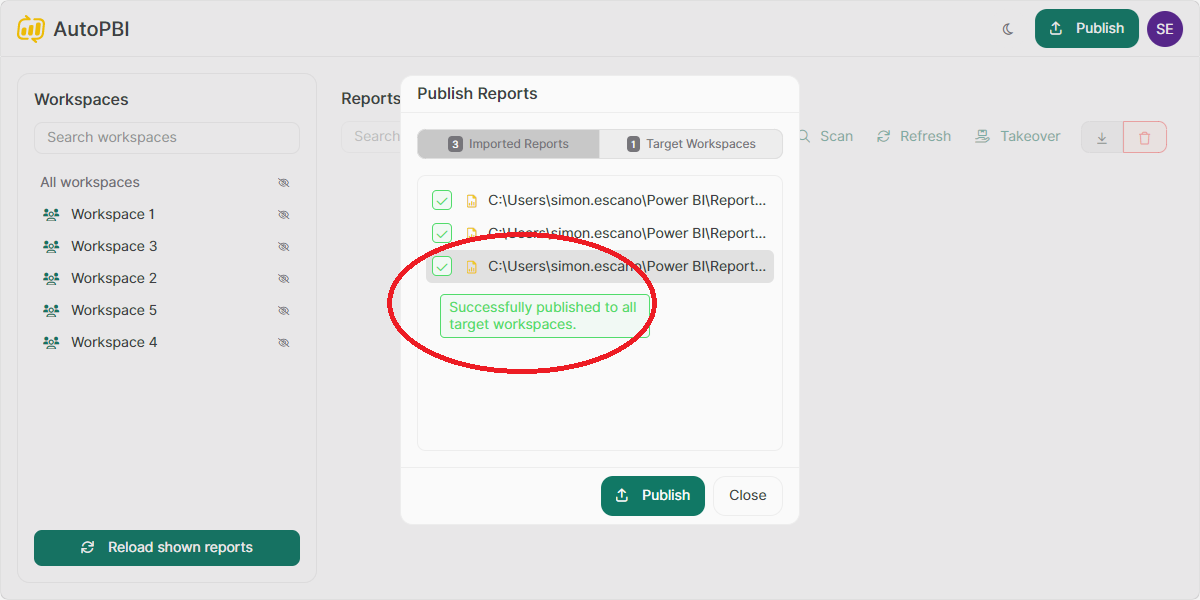 AutoPBI
Publish
SE
Workspaces
Search workspaces
All workspaces
Workspace 1
Workspace 3
Workspace 2
Workspace 5
Workspace 4
Reload shown reports
Reports
Search
Scan
Refresh
Takeover
Publish Reports
3 Imported Reports
1 Target Workspaces
C:\Users\simon.escano\Power BI\Report...
C:\Users\simon.escano\Power BI\Report...
C:\Users\simon.escano\Power BI\Report...
Successfully published to all
target workspaces.
Publish
Close